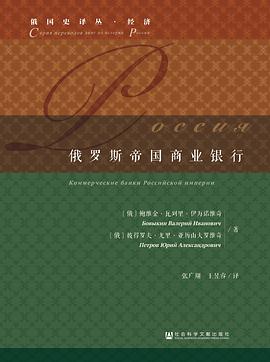 俄国史译丛·经济
Серия переводов книг по истории России
Россия
俄罗斯帝国商业银行
Коммерческие банки Российской империи
[俄] 鲍维金·瓦列里·伊万诺维奇
Бовыкин Валерий Иванович
[俄] 彼得罗夫·尤里·亚历山大罗维奇
Петров Юрий Александрович
/著
张广翔 王昱睿/译
社会科学文献出版社